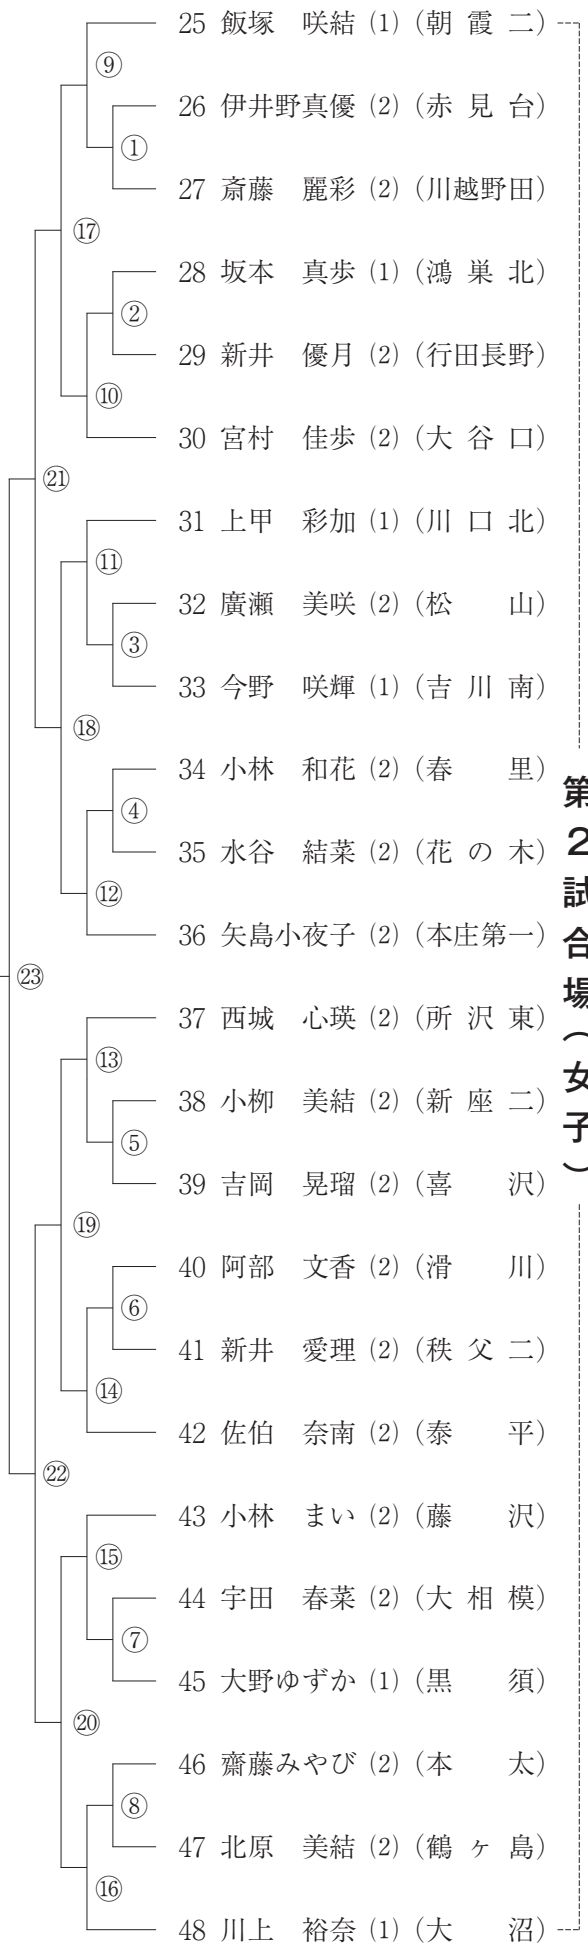 25 飯塚　咲結 (1) (朝 霞 二)
⑨
26 伊井野真優 (2) (赤 見 台)
①
27 斎藤　麗彩 (2) (川越野田)
⑰
28 坂本　真歩 (1) (鴻 巣 北)
②
29 新井　優月 (2) (行田長野)
⑩
30 宮村　佳歩 (2) (大 谷 口)
㉑
31 上甲　彩加 (1) (川 口 北)
⑪
32 廣瀬　美咲 (2) (松　　山)
③
33 今野　咲輝 (1) (吉 川 南)
⑱
34 小林　和花 (2) (春　　里)
④
35 水谷　結菜 (2) (花 の 木)
⑫
36 矢島小夜子 (2) (本庄第一)
㉓
37 西城　心瑛 (2) (所 沢 東)
⑬
38 小栁　美結 (2) (新 座 二)
⑤
39 吉岡　晃瑠 (2) (喜　　沢)
⑲
40 阿部　文香 (2) (滑　　川)
⑥
41 新井　愛理 (2) (秩 父 二)
⑭
42 佐伯　奈南 (2) (泰　　平)
㉒
43 小林　まい (2) (藤　　沢)
⑮
44 宇田　春菜 (2) (大 相 模)
⑦
45 大野ゆずか (1) (黒　　須)
⑳
46 齋藤みやび (2) (本　　太)
⑧
47 北原　美結 (2) (鶴 ヶ 島)
⑯
48 川上　裕奈 (1) (大　　沼)
第２試合場（女子）